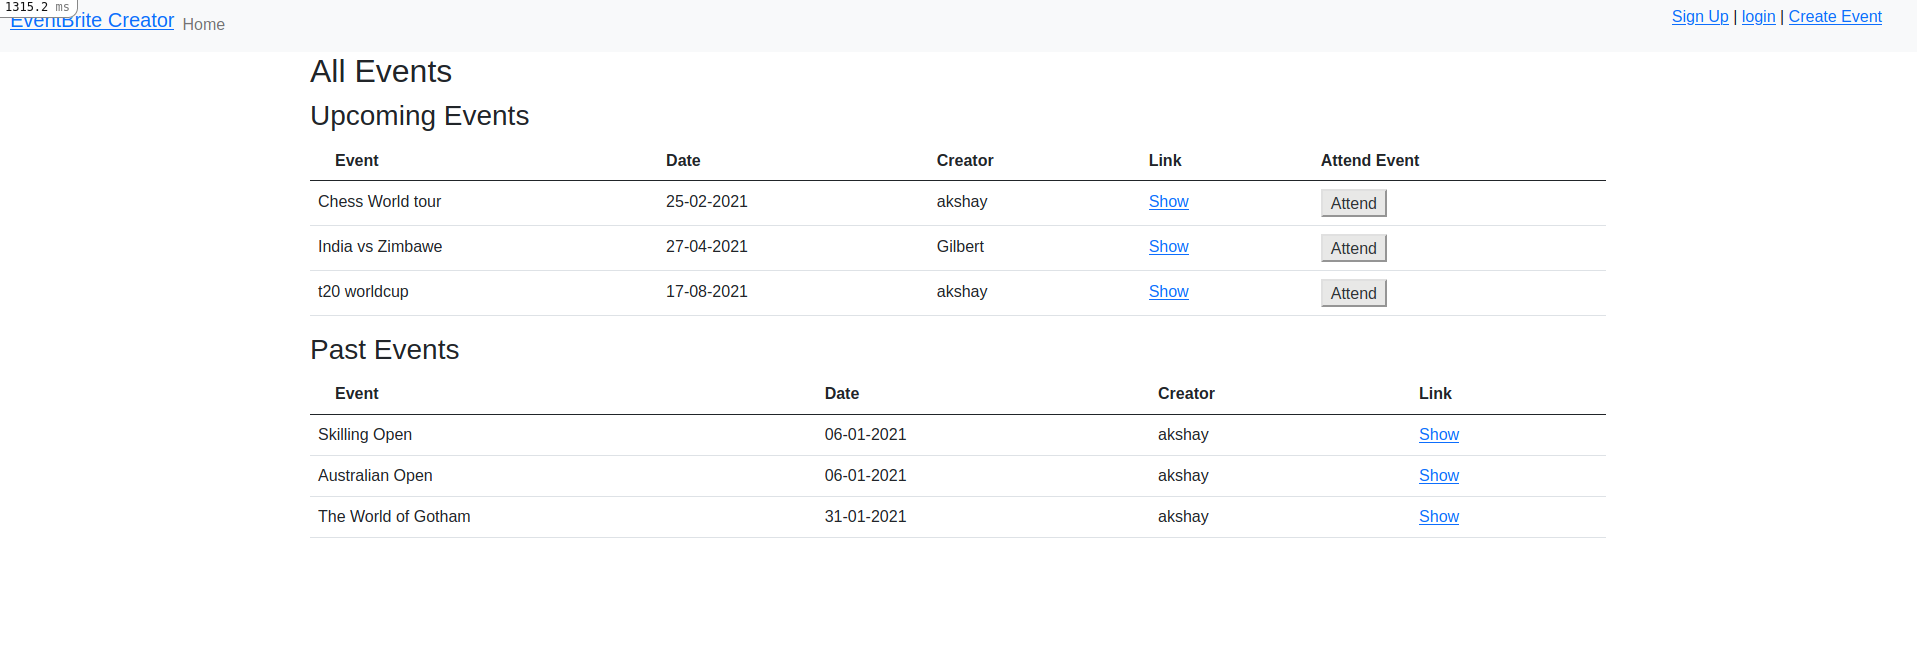 1315.2 ms
EventBrite Creator Home Sign Up | login | Create Event
All Events
Upcoming Events
Event Date Creator Link Attend Event
Chess World tour 25-02-2021 akshay Show Attend
India vs Zimbawe 27-04-2021 Gilbert Show Attend
t20 worldcup 17-08-2021 akshay Show Attend
Past Events
Event Date Creator Link
Skilling Open 06-01-2021 akshay Show
Australian Open 06-01-2021 akshay Show
The World of Gotham 31-01-2021 akshay Show